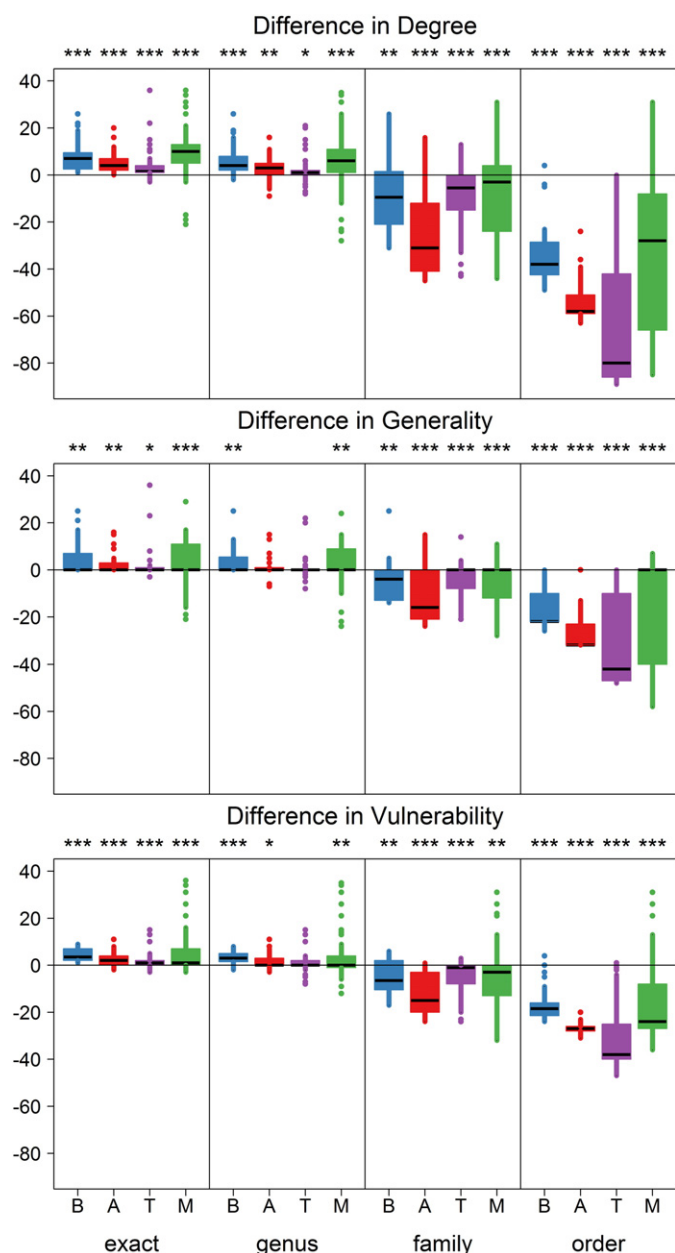 Difference in Degree
*** *** *** *** *** ** * *** ** *** *** *** *** *** *** ***
40
20
0
-20
-40
-60
-80
Difference in Generality
** ** * *** ** ** ** *** *** *** *** *** *** ***
40
20
0
-20
-40
-60
-80
Difference in Vulnerability
*** *** *** *** *** * ** ** *** *** ** *** *** *** ***
40
20
0
-20
-40
-60
-80
B A T M B A T M B A T M B A T M
exact genus family order